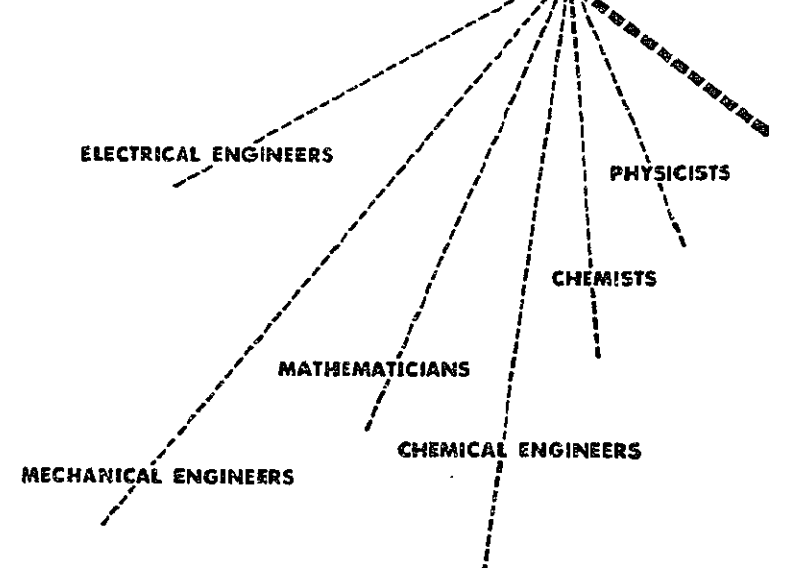 ELECTRICAL ENGINEERS
PHYSICISTS
CHEMISTS
MATHEMATICIANS
CHEMICAL ENGINEERS
MECHANICAL ENGINEERS